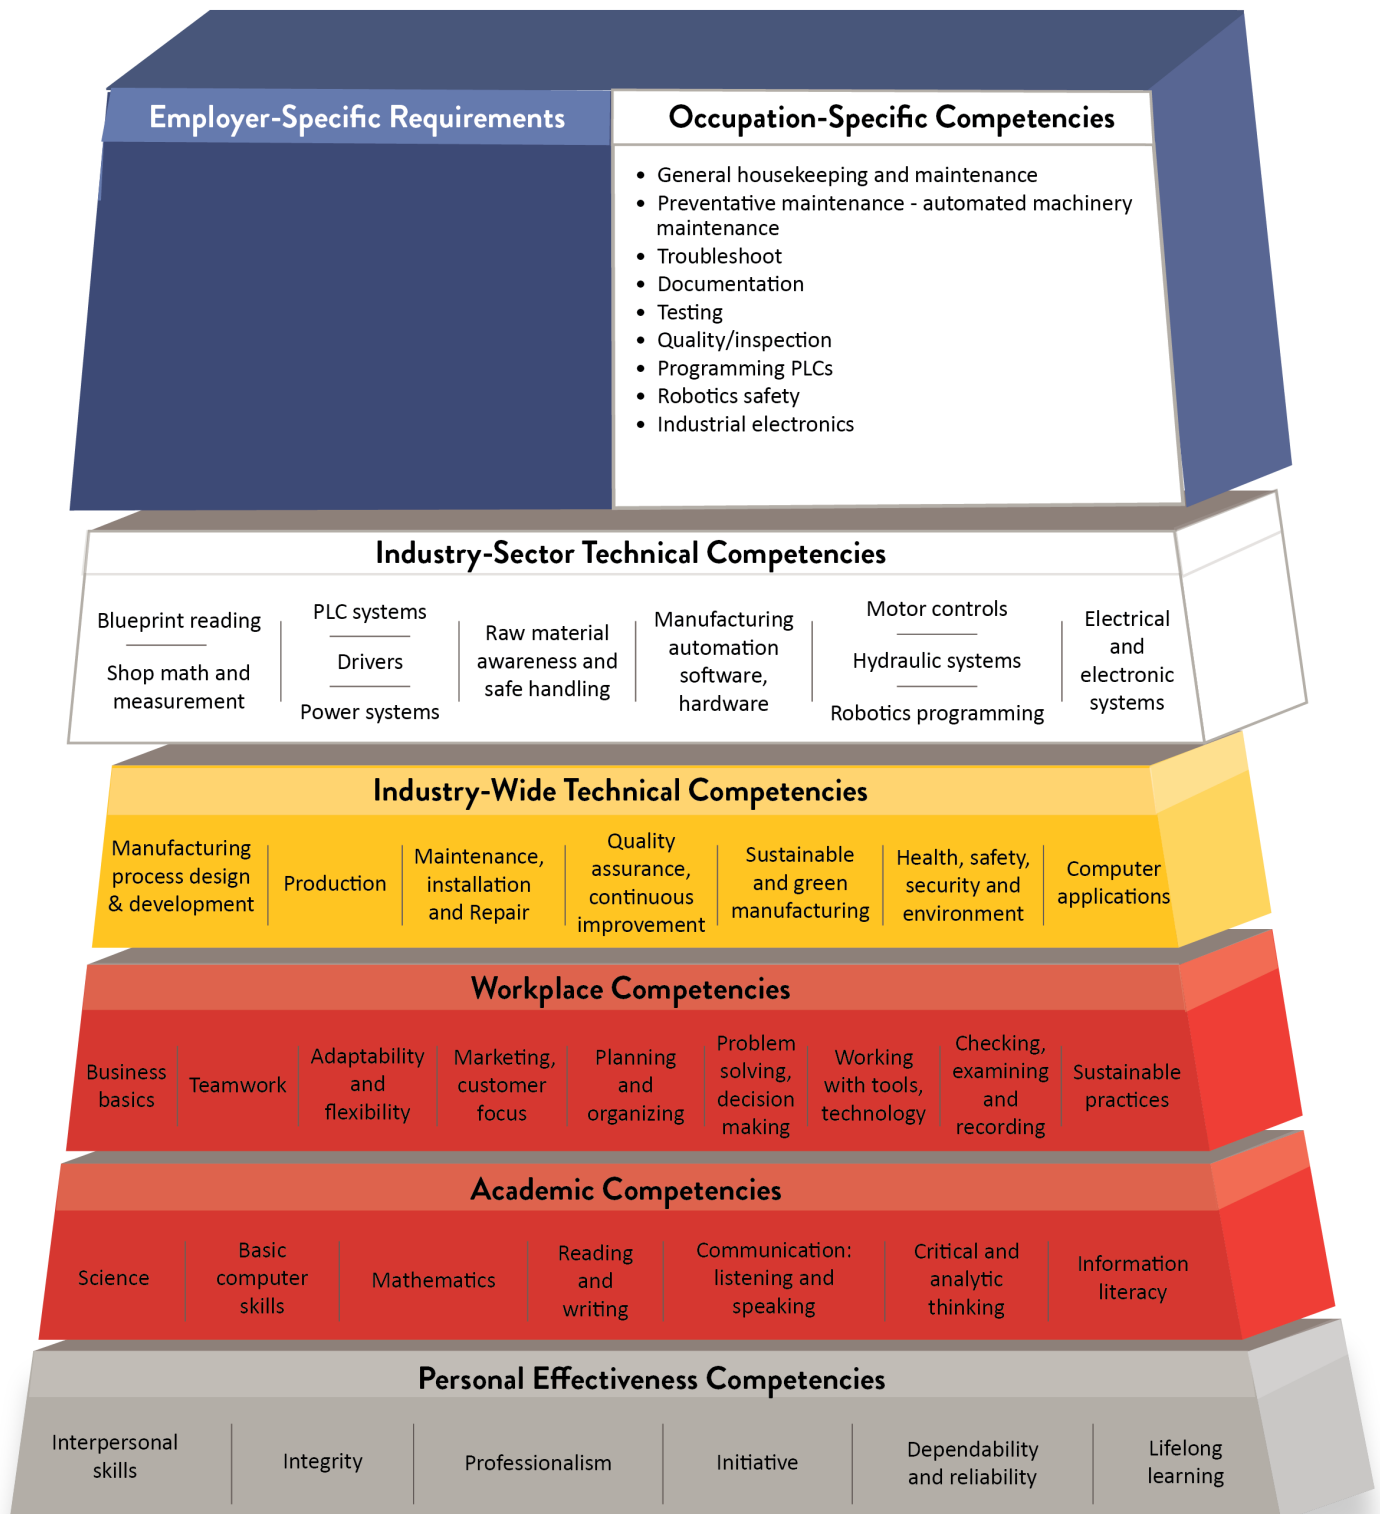 Employer-Specific Requirements
Occupation-Specific Competencies
• General housekeeping and maintenance
• Preventative maintenance - automated machinery
maintenance
• Troubleshoot
• Documentation
• Testing
• Quality/inspection
• Programming PLCs
• Robotics safety
• Industrial electronics
Industry-Sector Technical Competencies
Blueprint reading
Shop math and
measurement
PLC systems
Drivers
Power systems
Raw material
awareness and
safe handling
Manufacturing
automation
software,
hardware
Motor controls
Hydraulic systems
Robotics programming
Electrical
and
electronic
systems
Industry-Wide Technical Competencies
Manufacturing
process design
& development
Production
Maintenance,
installation
and Repair
Quality
assurance,
continuous
improvement
Sustainable
and green
manufacturing
Health, safety,
security and
environment
Computer
applications
Workplace Competencies
Business
basics
Teamwork
Adaptability
and
flexibility
Marketing,
customer
focus
Planning
and
organizing
Problem
solving,
decision
making
Working
with tools,
technology
Checking,
examining
and
recording
Sustainable
practices
Academic Competencies
Science
Basic
computer
skills
Mathematics
Reading
and
writing
Communication:
listening and
speaking
Critical and
analytic
thinking
Information
literacy
Personal Effectiveness Competencies
Interpersonal
skills
Integrity
Professionalism
Initiative
Dependability
and reliability
Lifelong
learning